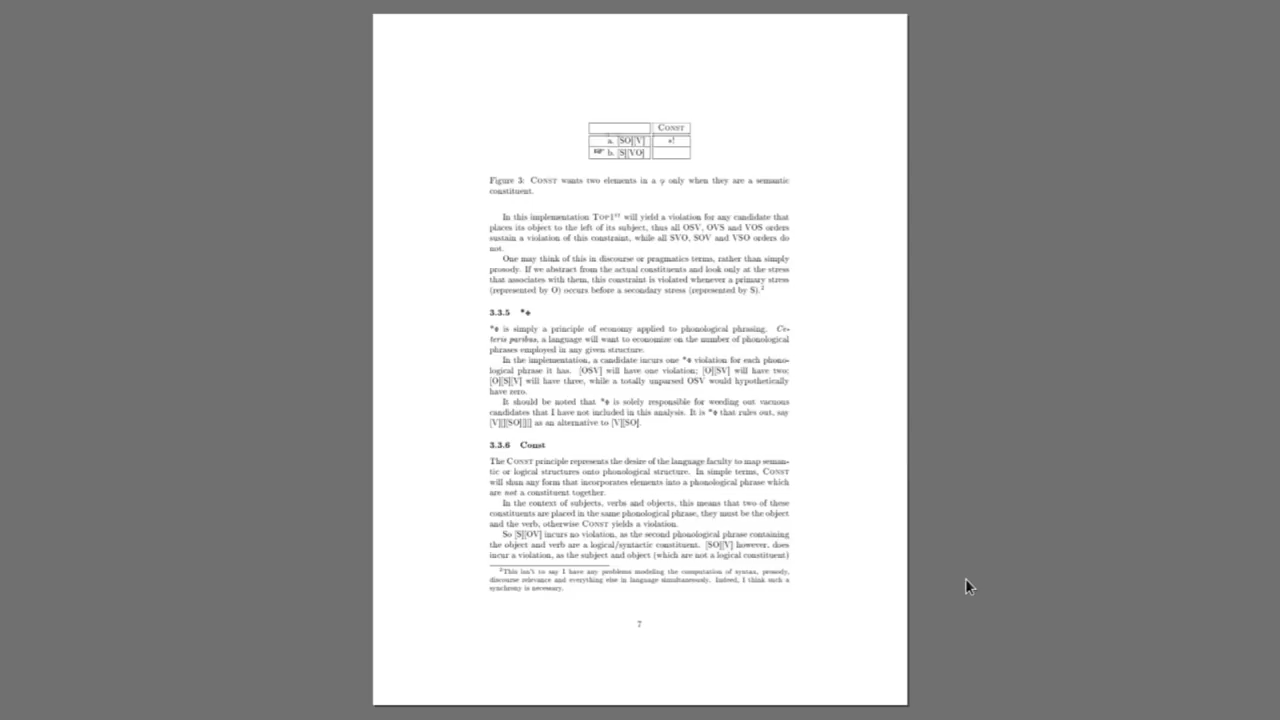 CONST
a. [SO][V] *!
☞ b. [S][VO]
Figure 3: CONST wants two elements in a φ only when they are a semantic
constituent.
In this implementation TOP1 will yield a violation for any candidate that
places its object to the left of its subject, thus all OSV, OVS and VOS orders
sustain a violation of this constraint, while all SVO, SOV and VSO orders do
not.
One may think of this in discourse or pragmatics terms, rather than simply
prosody. If we abstract from the actual constituents and look only at the stress
that associates with them, this constraint is violated whenever a primary stress
(represented by O) occurs before a secondary stress (represented by S).²
3.3.5 *Φ
*Φ is simply a principle of economy applied to phonological phrasing. Ce-
teris paribus, a language will want to economize on the number of phonological
phrases employed in any given structure.
In the implementation, a candidate incurs one *Φ violation for each phono-
logical phrase it has. [OSV] will have one violation; [O][SV] will have two;
[O][S][V] will have three, while a totally unparsed OSV would hypothetically
have zero.
It should be noted that *Φ is solely responsible for weeding out vacuous
candidates that I have not included in this analysis. It is *Φ that rules out, say
[V][][SO][][] as an alternative to [V][SO].
3.3.6 Const
The CONST principle represents the desire of the language faculty to map seman-
tic or logical structures onto phonological structure. In simple terms, CONST
will shun any form that incorporates elements into a phonological phrase which
are not a constituent together.
In the context of subjects, verbs and objects, this means that two of these
constituents are placed in the same phonological phrase, they must be the object
and the verb, otherwise CONST yields a violation.
So [S][OV] incurs no violation, as the second phonological phrase containing
the object and verb are a logical/syntactic constituent. [SO][V] however, does
incur a violation, as the subject and object (which are not a logical constituent)
²This isn't to say I have any problems modeling the computation of syntax, prosody,
discourse relevance and everything else in language simultaneously. Indeed, I think such a
synchrony is necessary.
7